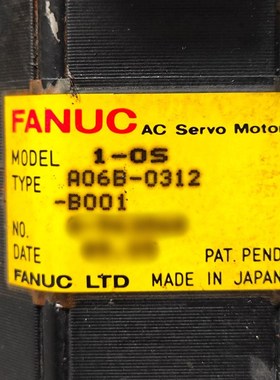 FANUC AC Servo Motor
MODEL 1-0S
TYPE A06B-0312
-B001
NO.
DATE PAT. PEND
FANUC LTD MADE IN JAPAN